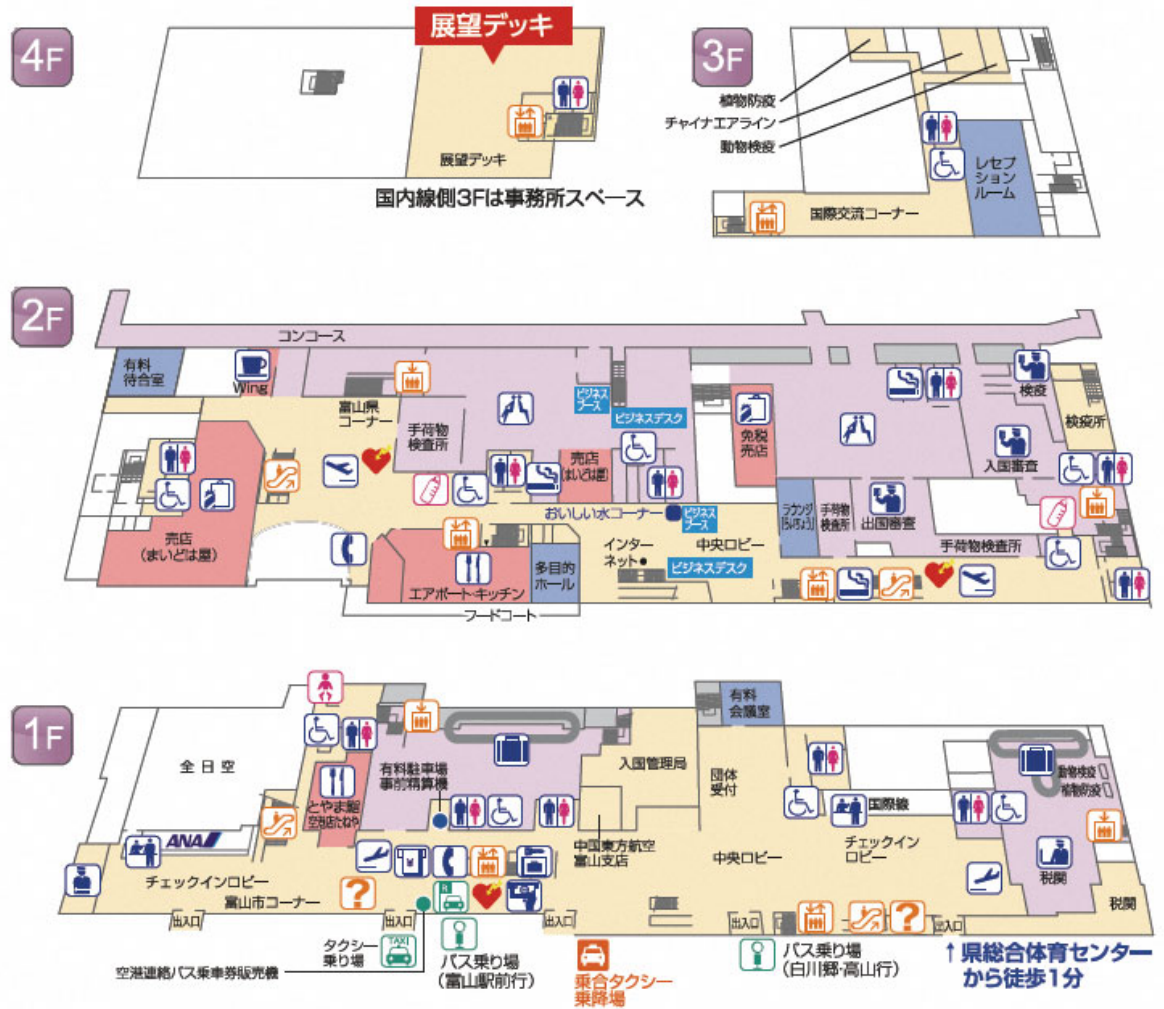 4F
展望デッキ
展望デッキ
国内線側3Fは事務所スペース
3F
植物防疫
チャイナエアライン
動物検疫
レセプ
ション
ルーム
国際交流コーナー
2F
コンコース
有料
待合室
Wing
富山県
コーナー
手荷物
検査所
ビジネス
ブース
ビジネスデスク
免税
売店
検疫
検疫所
入国審査
売店
(まいどは屋)
おいしい水コーナー
ビジネス
ブース
ラウンジ
「らいちょう」
手荷物
検査所
出国審査
手荷物検査所
売店
(まいどは屋)
インター
ネット
中央ロビー
ビジネスデスク
エアポート・キッチン
多目的
ホール
フードコート
1F
全日空
有料駐車場
事前精算機
とやま鮨
空港店たねや
入国管理局
有料
会議室
団体
受付
国際線
動物検疫
植物防疫
ANA
チェックインロビー
富山市コーナー
?
中国東方航空
富山支店
中央ロビー
チェックイン
ロビー
税関
税関
?
出入口
出入口
出入口
出入口
出入口
タクシー
乗り場
TAXI
空港連絡バス乗車券販売機
バス乗り場
(富山駅前行)
乗合タクシー
乗降場
バス乗り場
(白川郷・高山行)
↑県総合体育センター
から徒歩1分